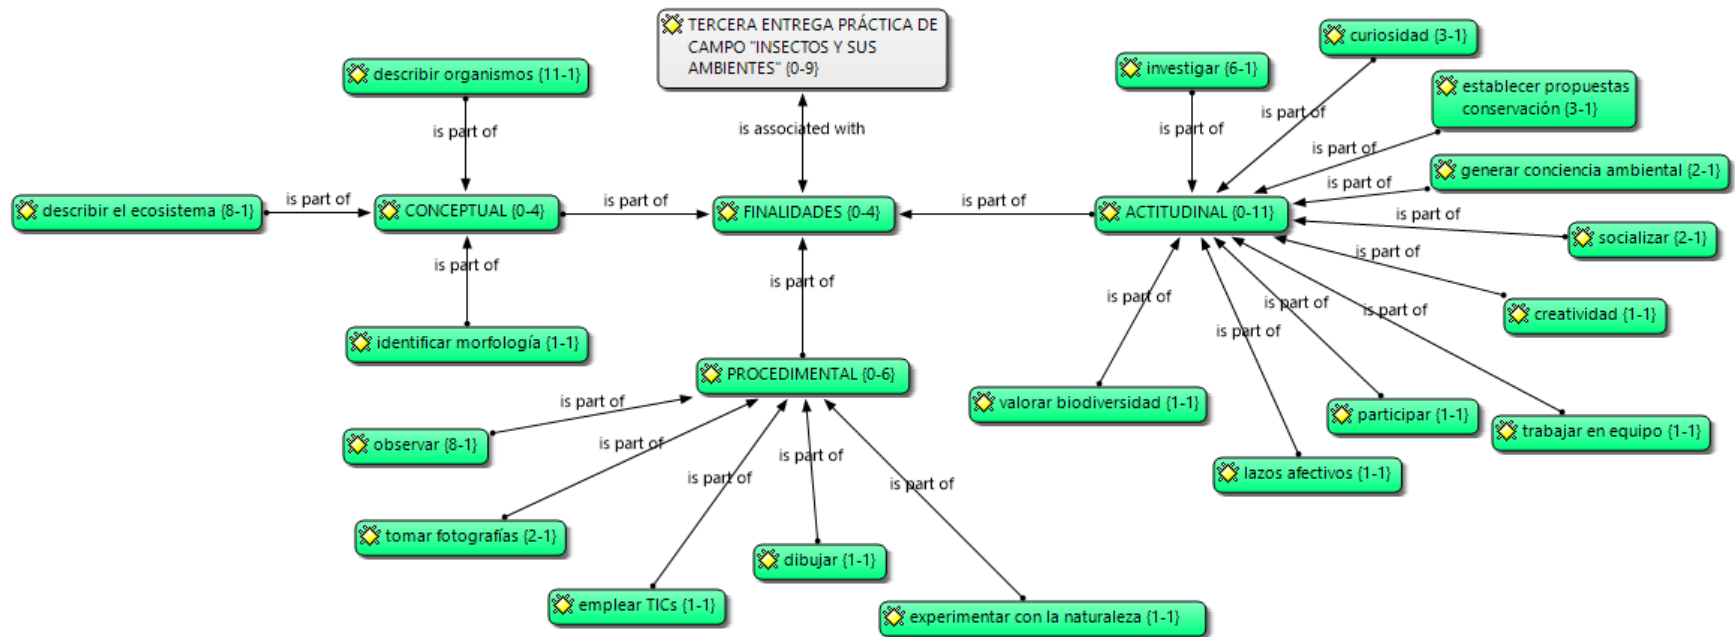 TERCERA ENTREGA PRÁCTICA DE
CAMPO "INSECTOS Y SUS
AMBIENTES" {0-9}
curiosidad {3-1}
describir organismos {11-1}
investigar {6-1}
establecer propuestas
conservación {3-1}
is part of
is associated with
is part of
is part of
is part of
generar conciencia ambiental {2-1}
is part of
describir el ecosistema {8-1}
is part of
CONCEPTUAL {0-4}
is part of
FINALIDADES {0-4}
is part of
ACTITUDINAL {0-11}
is part of
socializar {2-1}
is part of
is part of
is part of
is part of
is part of
is part of
is part of
is part of
creatividad {1-1}
identificar morfología {1-1}
PROCEDIMENTAL {0-6}
valorar biodiversidad {1-1}
participar {1-1}
trabajar en equipo {1-1}
is part of
observar {8-1}
is part of
is part of
is part of
is part of
lazos afectivos {1-1}
tomar fotografías {2-1}
dibujar {1-1}
emplear TICs {1-1}
experimentar con la naturaleza {1-1}